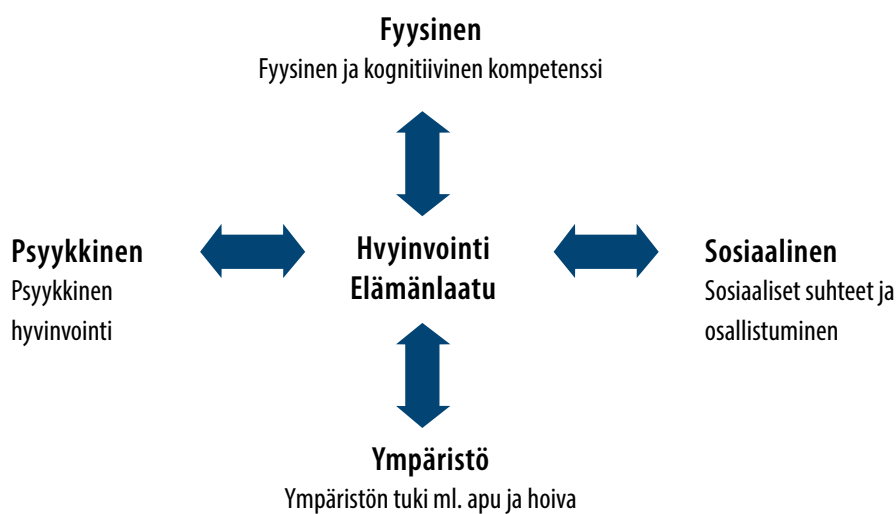 Fyysinen
Fyysinen ja kognitiivinen kompetenssi
Psyykkinen
Psyykkinen
hyvinvointi
Hvyinvointi
Elämänlaatu
Sosiaalinen
Sosiaaliset suhteet ja
osallistuminen
Ympäristö
Ympäristön tuki ml. apu ja hoiva